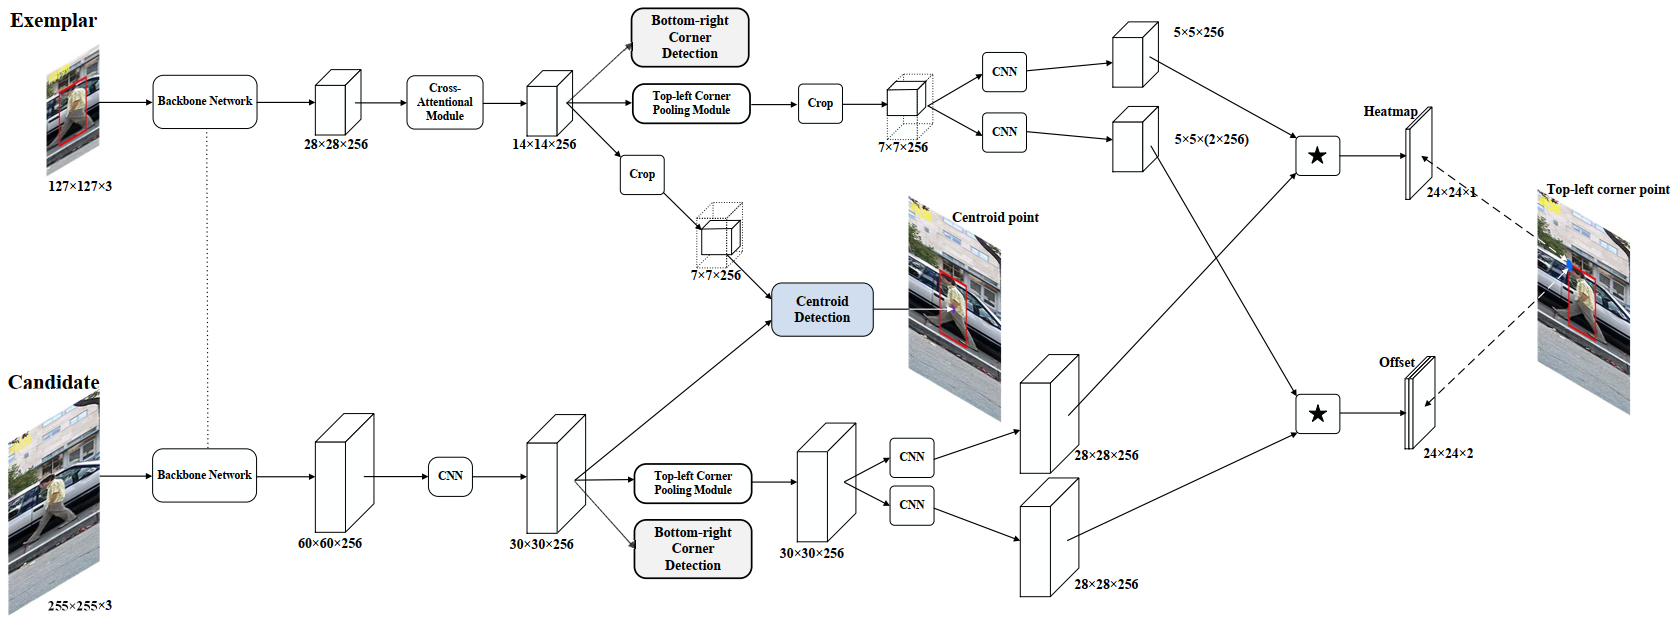 Exemplar
127×127×3
Backbone Network
28×28×256
Cross-
Attentional
Module
14×14×256
Bottom-right
Corner
Detection
Top-left Corner
Pooling Module
Crop
7×7×256
CNN
CNN
5×5×256
5×5×(2×256)
Crop
7×7×256
Centroid
Detection
Centroid point
Heatmap
24×24×1
Top-left corner point
Candidate
255×255×3
Backbone Network
60×60×256
CNN
30×30×256
Top-left Corner
Pooling Module
Bottom-right
Corner
Detection
30×30×256
CNN
CNN
28×28×256
28×28×256
Offset
24×24×2